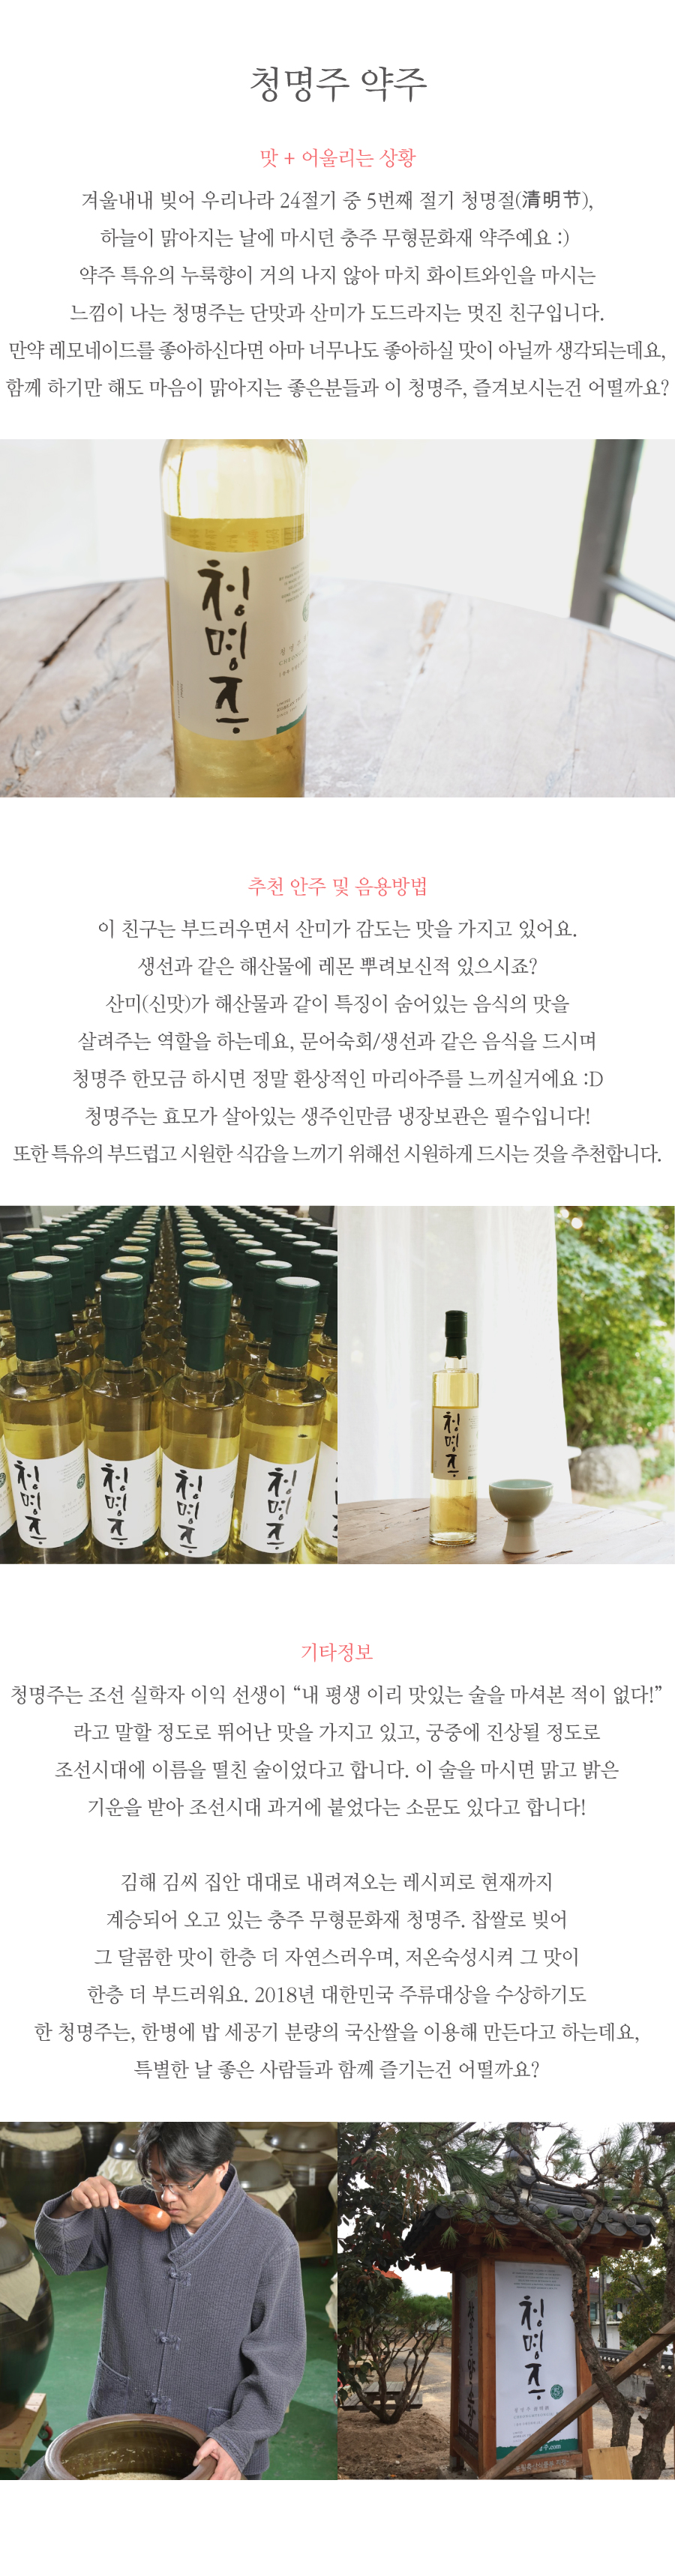 청명주 약주
맛 + 어울리는 상황
겨울내내 빚어 우리나라 24절기 중 5번째 절기 청명절(清明节),
하늘이 맑아지는 날에 마시던 충주 무형문화재 약주예요 :)
약주 특유의 누룩향이 거의 나지 않아 마치 화이트와인을 마시는
느낌이 나는 청명주는 단맛과 산미가 도드라지는 멋진 친구입니다.
만약 레모네이드를 좋아하신다면 아마 너무나도 좋아하실 맛이 아닐까 생각되는데요,
함께 하기만 해도 마음이 맑아지는 좋은분들과 이 청명주, 즐겨보시는건 어떨까요?
청명주
추천 안주 및 음용방법
이 친구는 부드러우면서 산미가 감도는 맛을 가지고 있어요.
생선과 같은 해산물에 레몬 뿌려보신적 있으시죠?
산미(신맛)가 해산물과 같이 특징이 숨어있는 음식의 맛을
살려주는 역할을 하는데요, 문어숙회/생선과 같은 음식을 드시며
청명주 한모금 하시면 정말 환상적인 마리아주를 느끼실거에요 :D
청명주는 효모가 살아있는 생주인만큼 냉장보관은 필수입니다!
또한 특유의 부드럽고 시원한 식감을 느끼기 위해선 시원하게 드시는 것을 추천합니다.
청명주
청명주
청명주
청명주
청명주
기타정보
청명주는 조선 실학자 이익 선생이 “내 평생 이리 맛있는 술을 마셔본 적이 없다!”
라고 말할 정도로 뛰어난 맛을 가지고 있고, 궁중에 진상될 정도로
조선시대에 이름을 떨친 술이었다고 합니다. 이 술을 마시면 맑고 밝은
기운을 받아 조선시대 과거에 붙었다는 소문도 있다고 합니다!
김해 김씨 집안 대대로 내려져오는 레시피로 현재까지
계승되어 오고 있는 충주 무형문화재 청명주. 찹쌀로 빚어
그 달콤한 맛이 한층 더 자연스러우며, 저온숙성시켜 그 맛이
한층 더 부드러워요. 2018년 대한민국 주류대상을 수상하기도
한 청명주는, 한병에 밥 세공기 분량의 국산쌀을 이용해 만든다고 하는데요,
특별한 날 좋은 사람들과 함께 즐기는건 어떨까요?
청명주